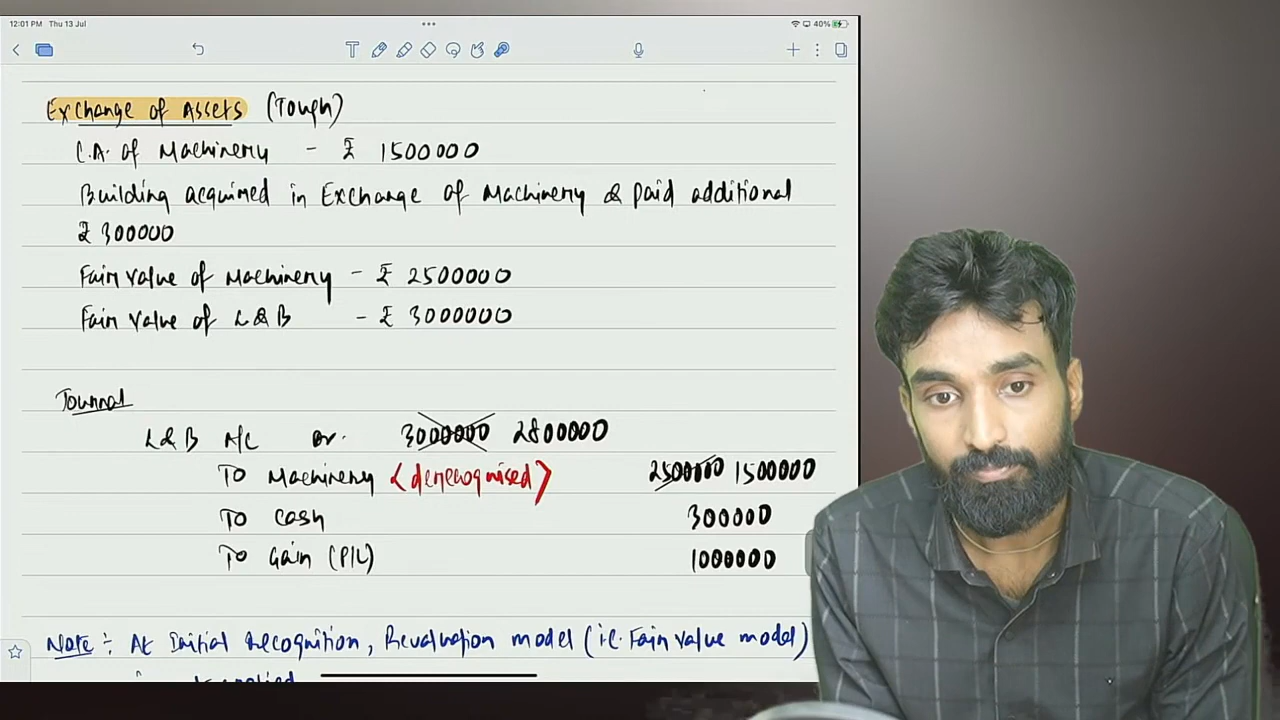 12:01 PM Thu 13 Jul
40%
Exchange of Assets (Tough)
C.A. of Machinery - ₹ 1500000
Building acquired in Exchange of Machinery & paid additional
₹ 300000
Fair value of Machinery - ₹ 2500000
Fair value of L&B - ₹ 3000000
Journal
L&B A/C Dr. 3000000 2800000
To Machinery <derecognised> 2500000 1500000
To Cash 300000
To Gain (P/L) 1000000
Note :- At Initial recognition, Revaluation model (i.e. Fair value model)